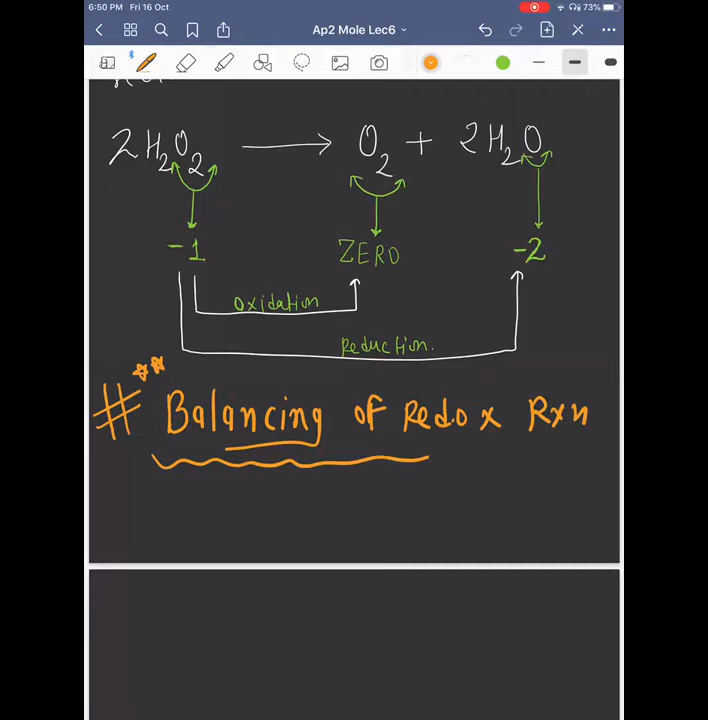 6:50 PM Fri 16 Oct 73%
Ap2 Mole Lec6
2H₂O₂ → O₂ + 2H₂O
-1 ZERO -2
oxidation
Reduction.
# Balancing of Redox Rxn